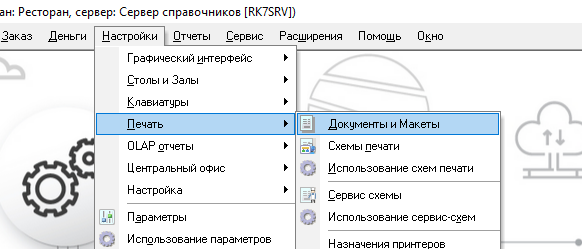 ан: Ресторан, сервер: Сервер справочников [RK7SRV])
Заказ Деньги Настройки Отчеты Сервис Расширения Помощь Окно
Графический интерфейс
Столы и Залы
Клавиатуры
Печать
OLAP отчеты
Центральный офис
Настройка
Параметры
Использование параметров
Документы и Макеты
Схемы печати
Использование схем печати
Сервис схемы
Использование сервис-схем
Назначения принтеров